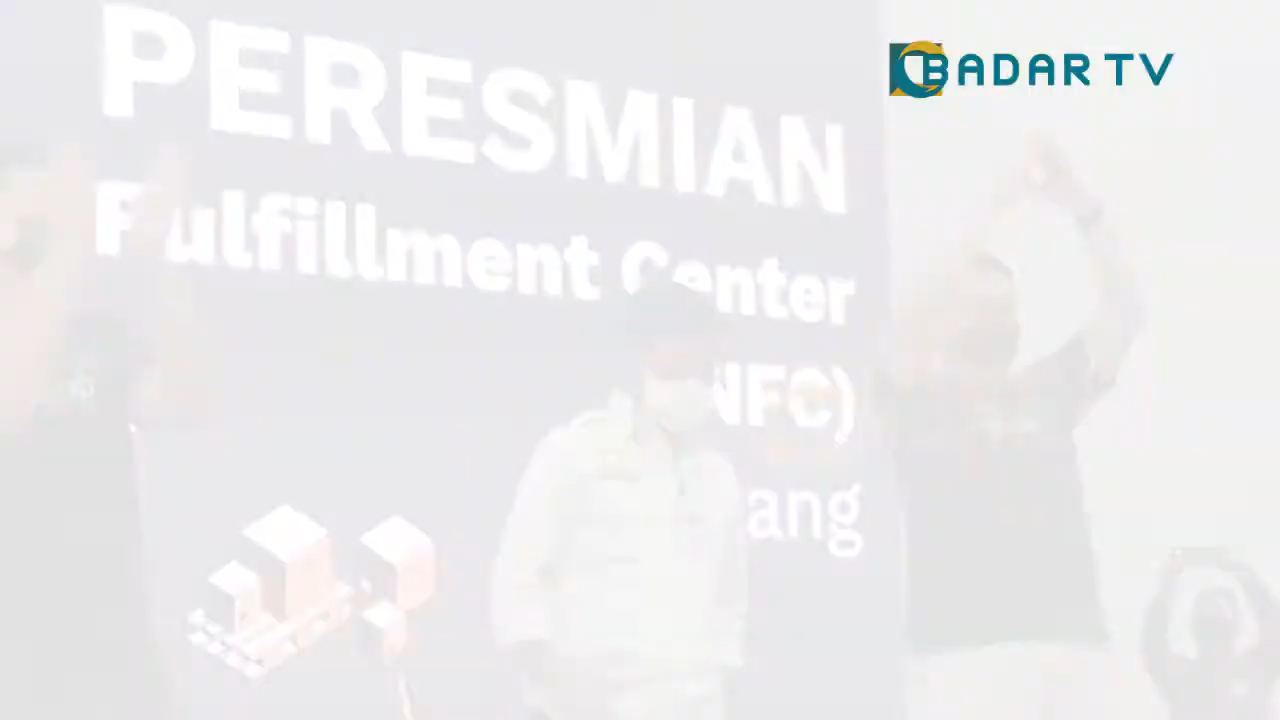 BADAR TV
PERESMIAN
Fulfillment Center
NFC)
ang